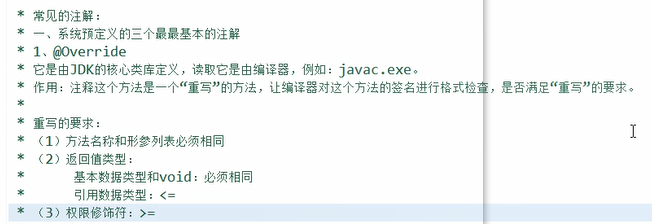 * 常见的注解：
* 一、系统预定义的三个最最基本的注解
* 1、@Override
* 它是由JDK的核心类库定义，读取它是由编译器，例如：javac.exe。
* 作用：注释这个方法是一个“重写”的方法，让编译器对这个方法的签名进行格式检查，是否满足“重写”的要求。
*
* 重写的要求：
* （1）方法名称和形参列表必须相同
* （2）返回值类型：
* 基本数据类型和void：必须相同
* 引用数据类型：<=
* （3）权限修饰符：>=